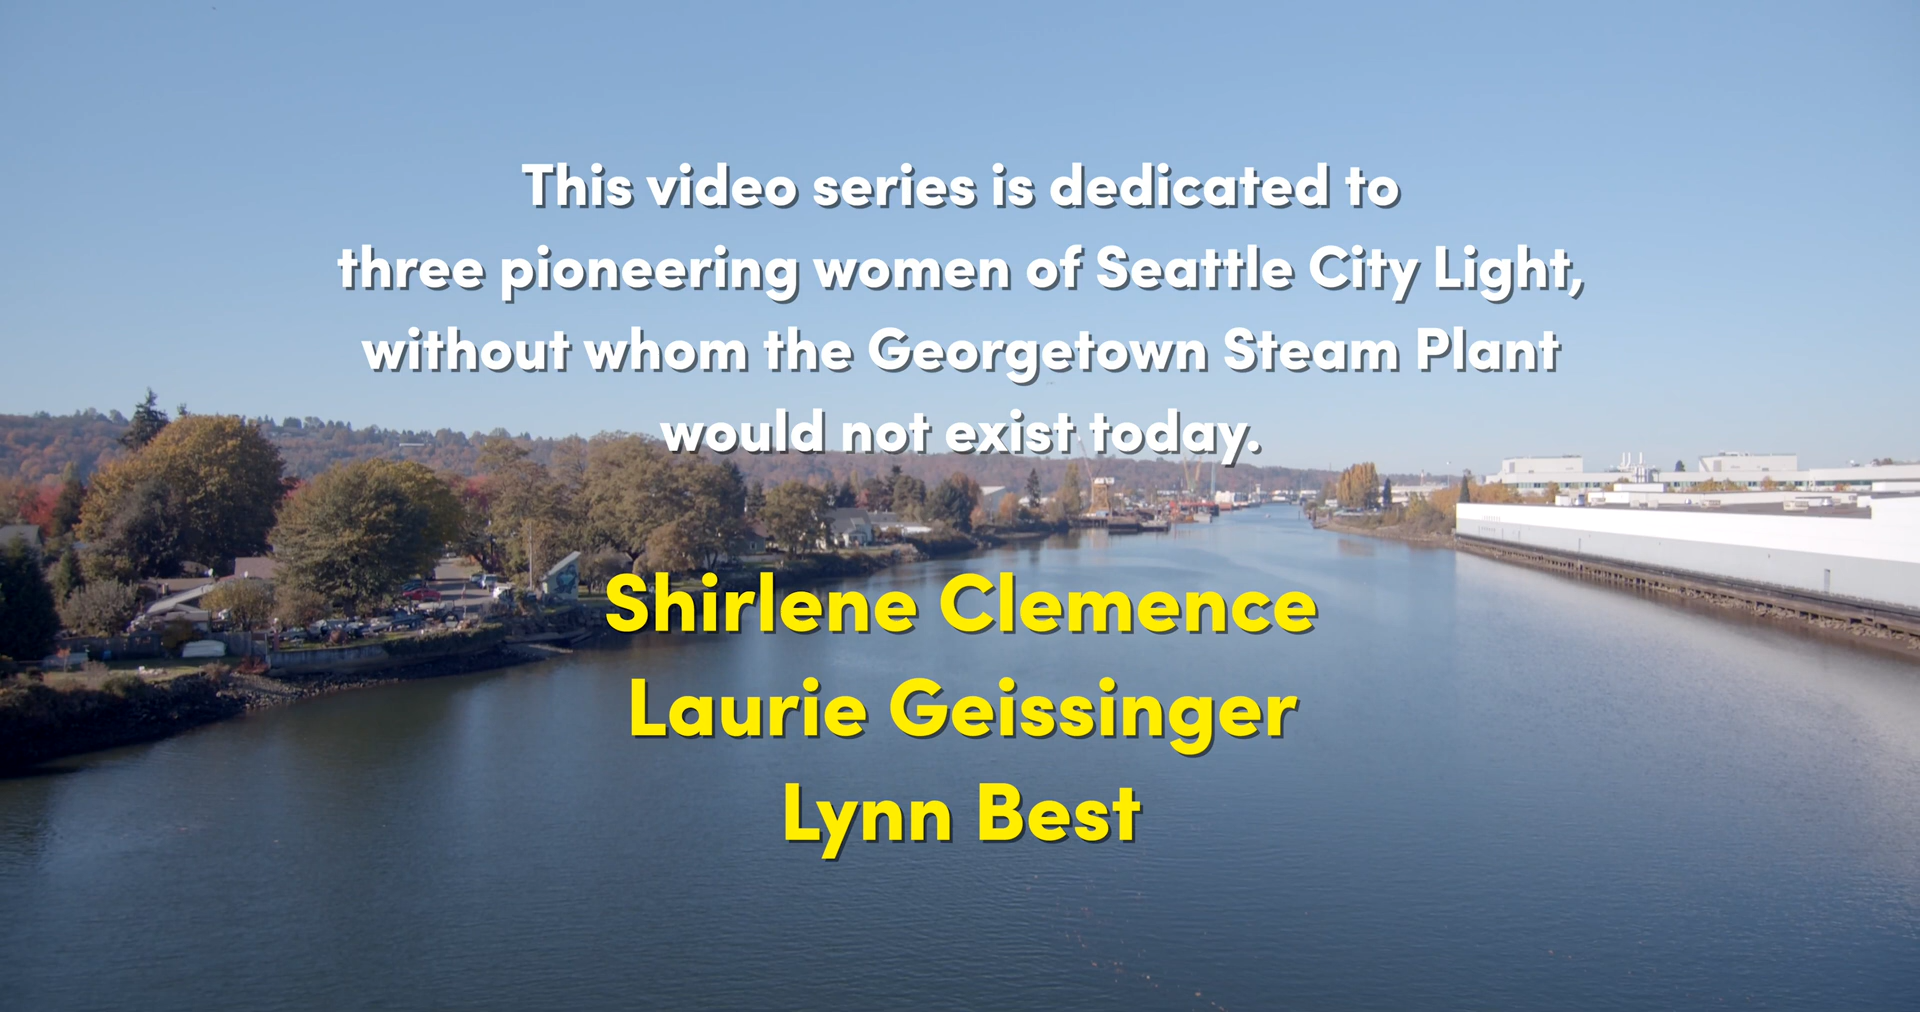 This video series is dedicated to
three pioneering women of Seattle City Light,
without whom the Georgetown Steam Plant
would not exist today.
Shirlene Clemence
Laurie Geissinger
Lynn Best